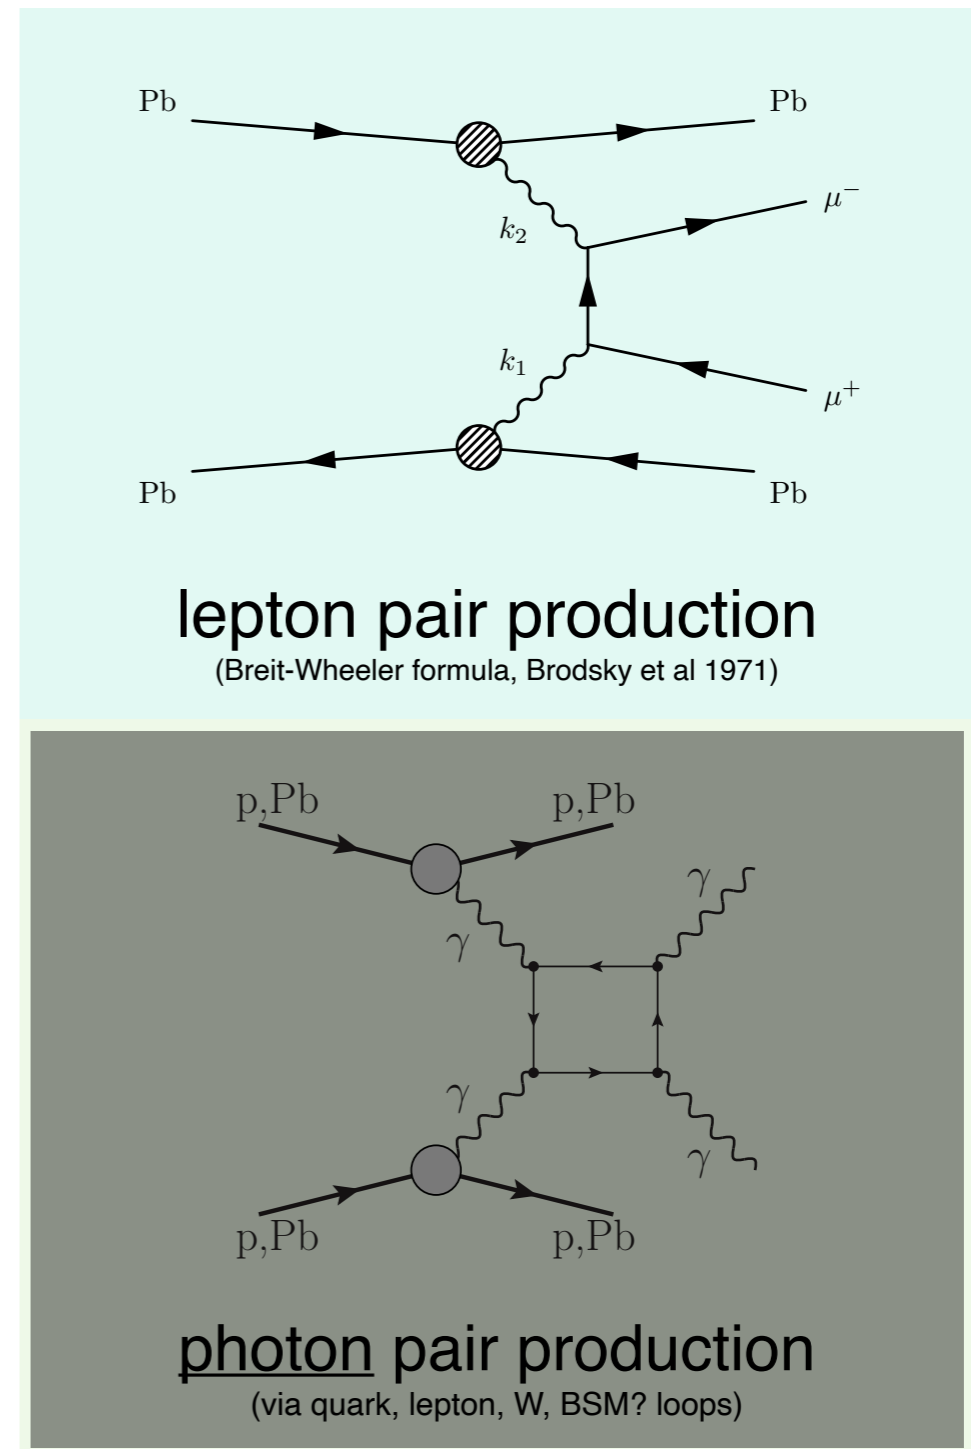 Pb Pb
μ⁻
k₂
k₁
μ⁺
Pb Pb
lepton pair production
(Breit-Wheeler formula, Brodsky et al 1971)
p,Pb p,Pb
γ
γ
γ
γ
p,Pb p,Pb
photon pair production
(via quark, lepton, W, BSM? loops)